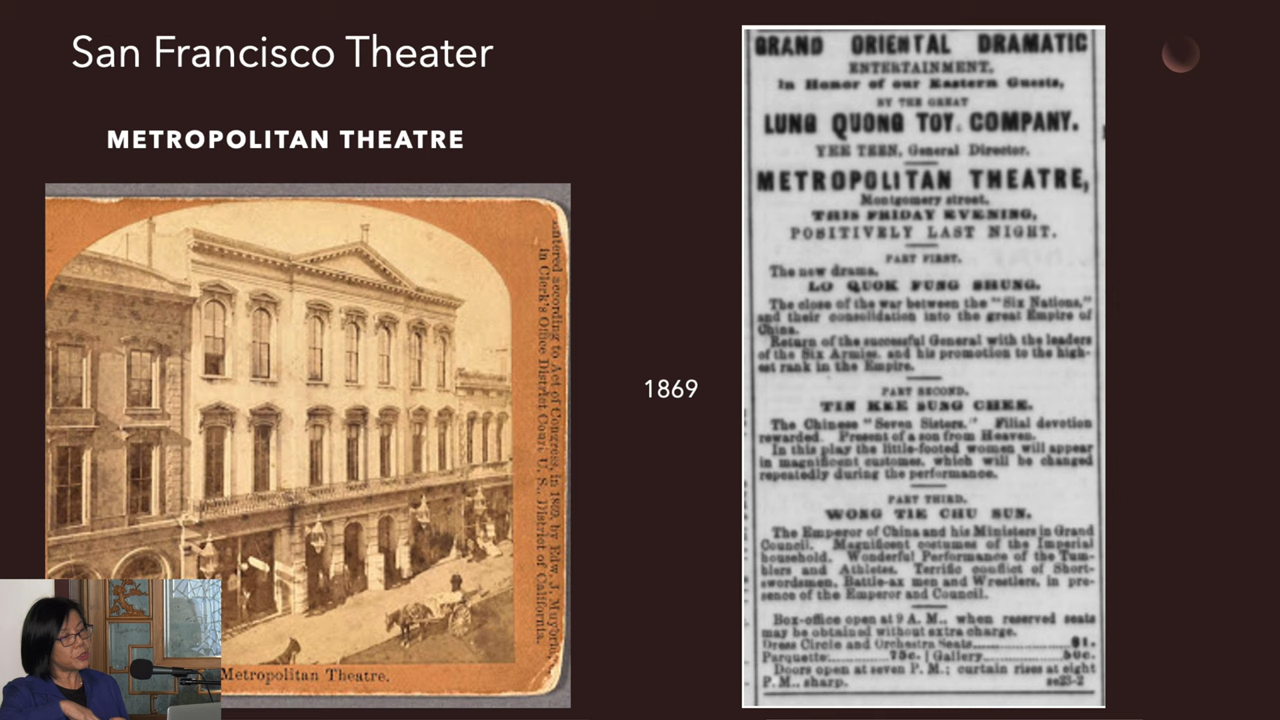 San Francisco Theater
METROPOLITAN THEATRE
Entered according to Act of Congress, in 1869, by Edw. J. Muybridge,
in Clerk's Office District Court, U. S., District of California.
Metropolitan Theatre.
1869
GRAND ORIENTAL DRAMATIC
ENTERTAINMENT,
In Honor of our Eastern Guests,
BY THE GREAT
LUNG QUONG TOY COMPANY.
YEE TEEN, General Director.
METROPOLITAN THEATRE,
Montgomery street.
THIS FRIDAY EVENING,
POSITIVELY LAST NIGHT.
PART FIRST.
The new drama.
LO QUOK FUNG SHUNG.
The close of the war between the "Six Nations,"
and their consolidation into the great Empire of
China.
Return of the successful General with the leaders
of the Six Armies, and his promotion to the high-
est rank in the Empire.
PART SECOND.
TIN KEE SUNG CHEE.
The Chinese "Seven Sisters." Filial devotion
rewarded. Present of a son from Heaven.
In this play the little-footed women will appear
in magnificent customes, which will be changed
repeatedly during the performance.
PART THIRD.
WONG TIE CHU SUN.
The Emperor of China and his Ministers in Grand
Council. Magnificent costumes of the Imperial
household. Wonderful Performance of the Tum-
blers and Athletes. Terrific conflict of Short-
swordsmen, Battle-ax men and Wrestlers, in pre-
sence of the Emperor and Council.
Box-office open at 9 A. M., when reserved seats
may be obtained without extra charge.
Dress Circle and Orchestra Seats............$1.
Parquette............75c. | Gallery............50c.
Doors open at seven P. M.; curtain rises at eight
P. M., sharp. se23-2